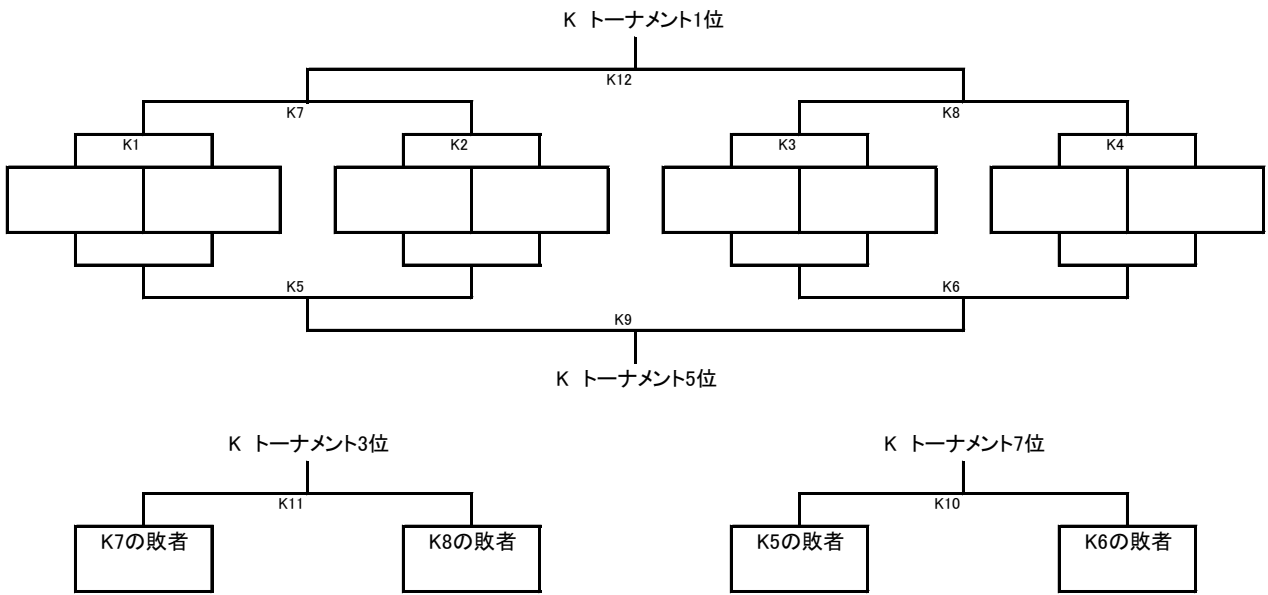 K トーナメント1位
K12
K7
K8
K1
K2
K3
K4
K5
K6
K9
K トーナメント5位
K トーナメント3位
K トーナメント7位
K11
K10
K7の敗者
K8の敗者
K5の敗者
K6の敗者